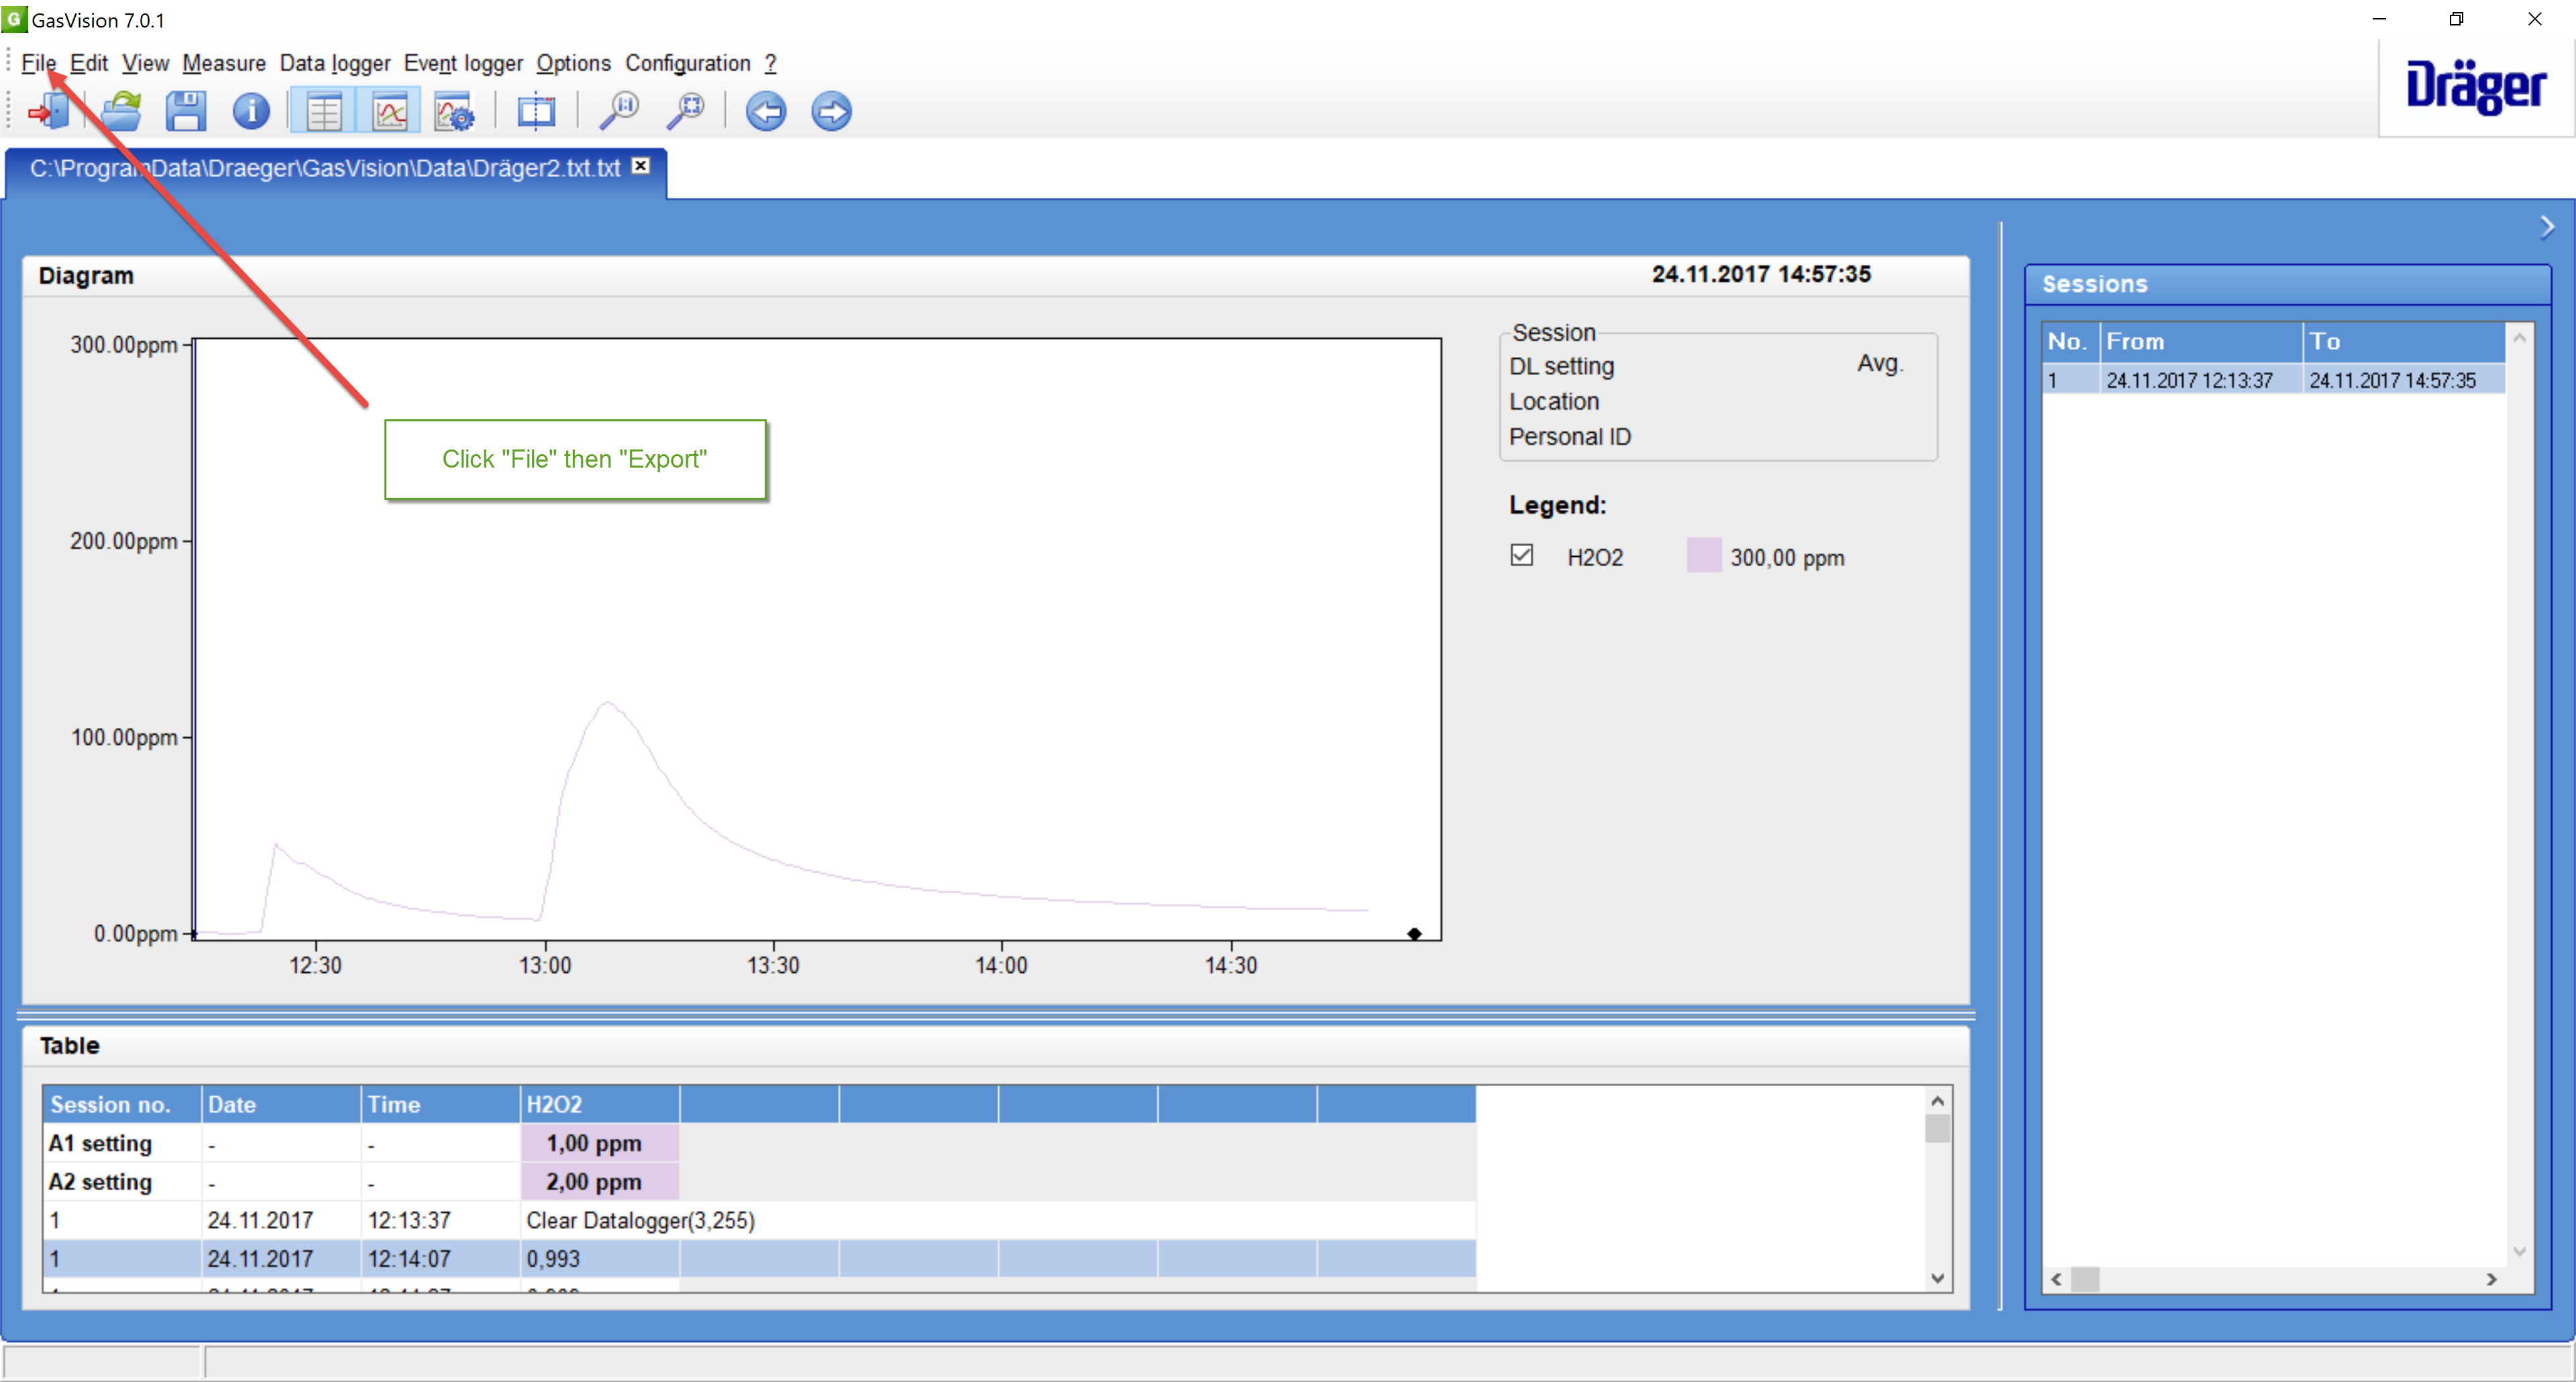 GasVision 7.0.1
File Edit View Measure Data logger Event logger Options Configuration ?
Dräger
C:\ProgramData\Draeger\GasVision\Data\Dräger2.txt.txt
Diagram 24.11.2017 14:57:35
300.00ppm
200.00ppm
100.00ppm
0.00ppm
12:30 13:00 13:30 14:00 14:30
Click "File" then "Export"
Session
DL setting Avg.
Location
Personal ID
Legend:
H2O2 300,00 ppm
Sessions
No. From To
1 24.11.2017 12:13:37 24.11.2017 14:57:35
Table
Session no. Date Time H2O2
A1 setting - - 1,00 ppm
A2 setting - - 2,00 ppm
1 24.11.2017 12:13:37 Clear Datalogger(3,255)
1 24.11.2017 12:14:07 0,993